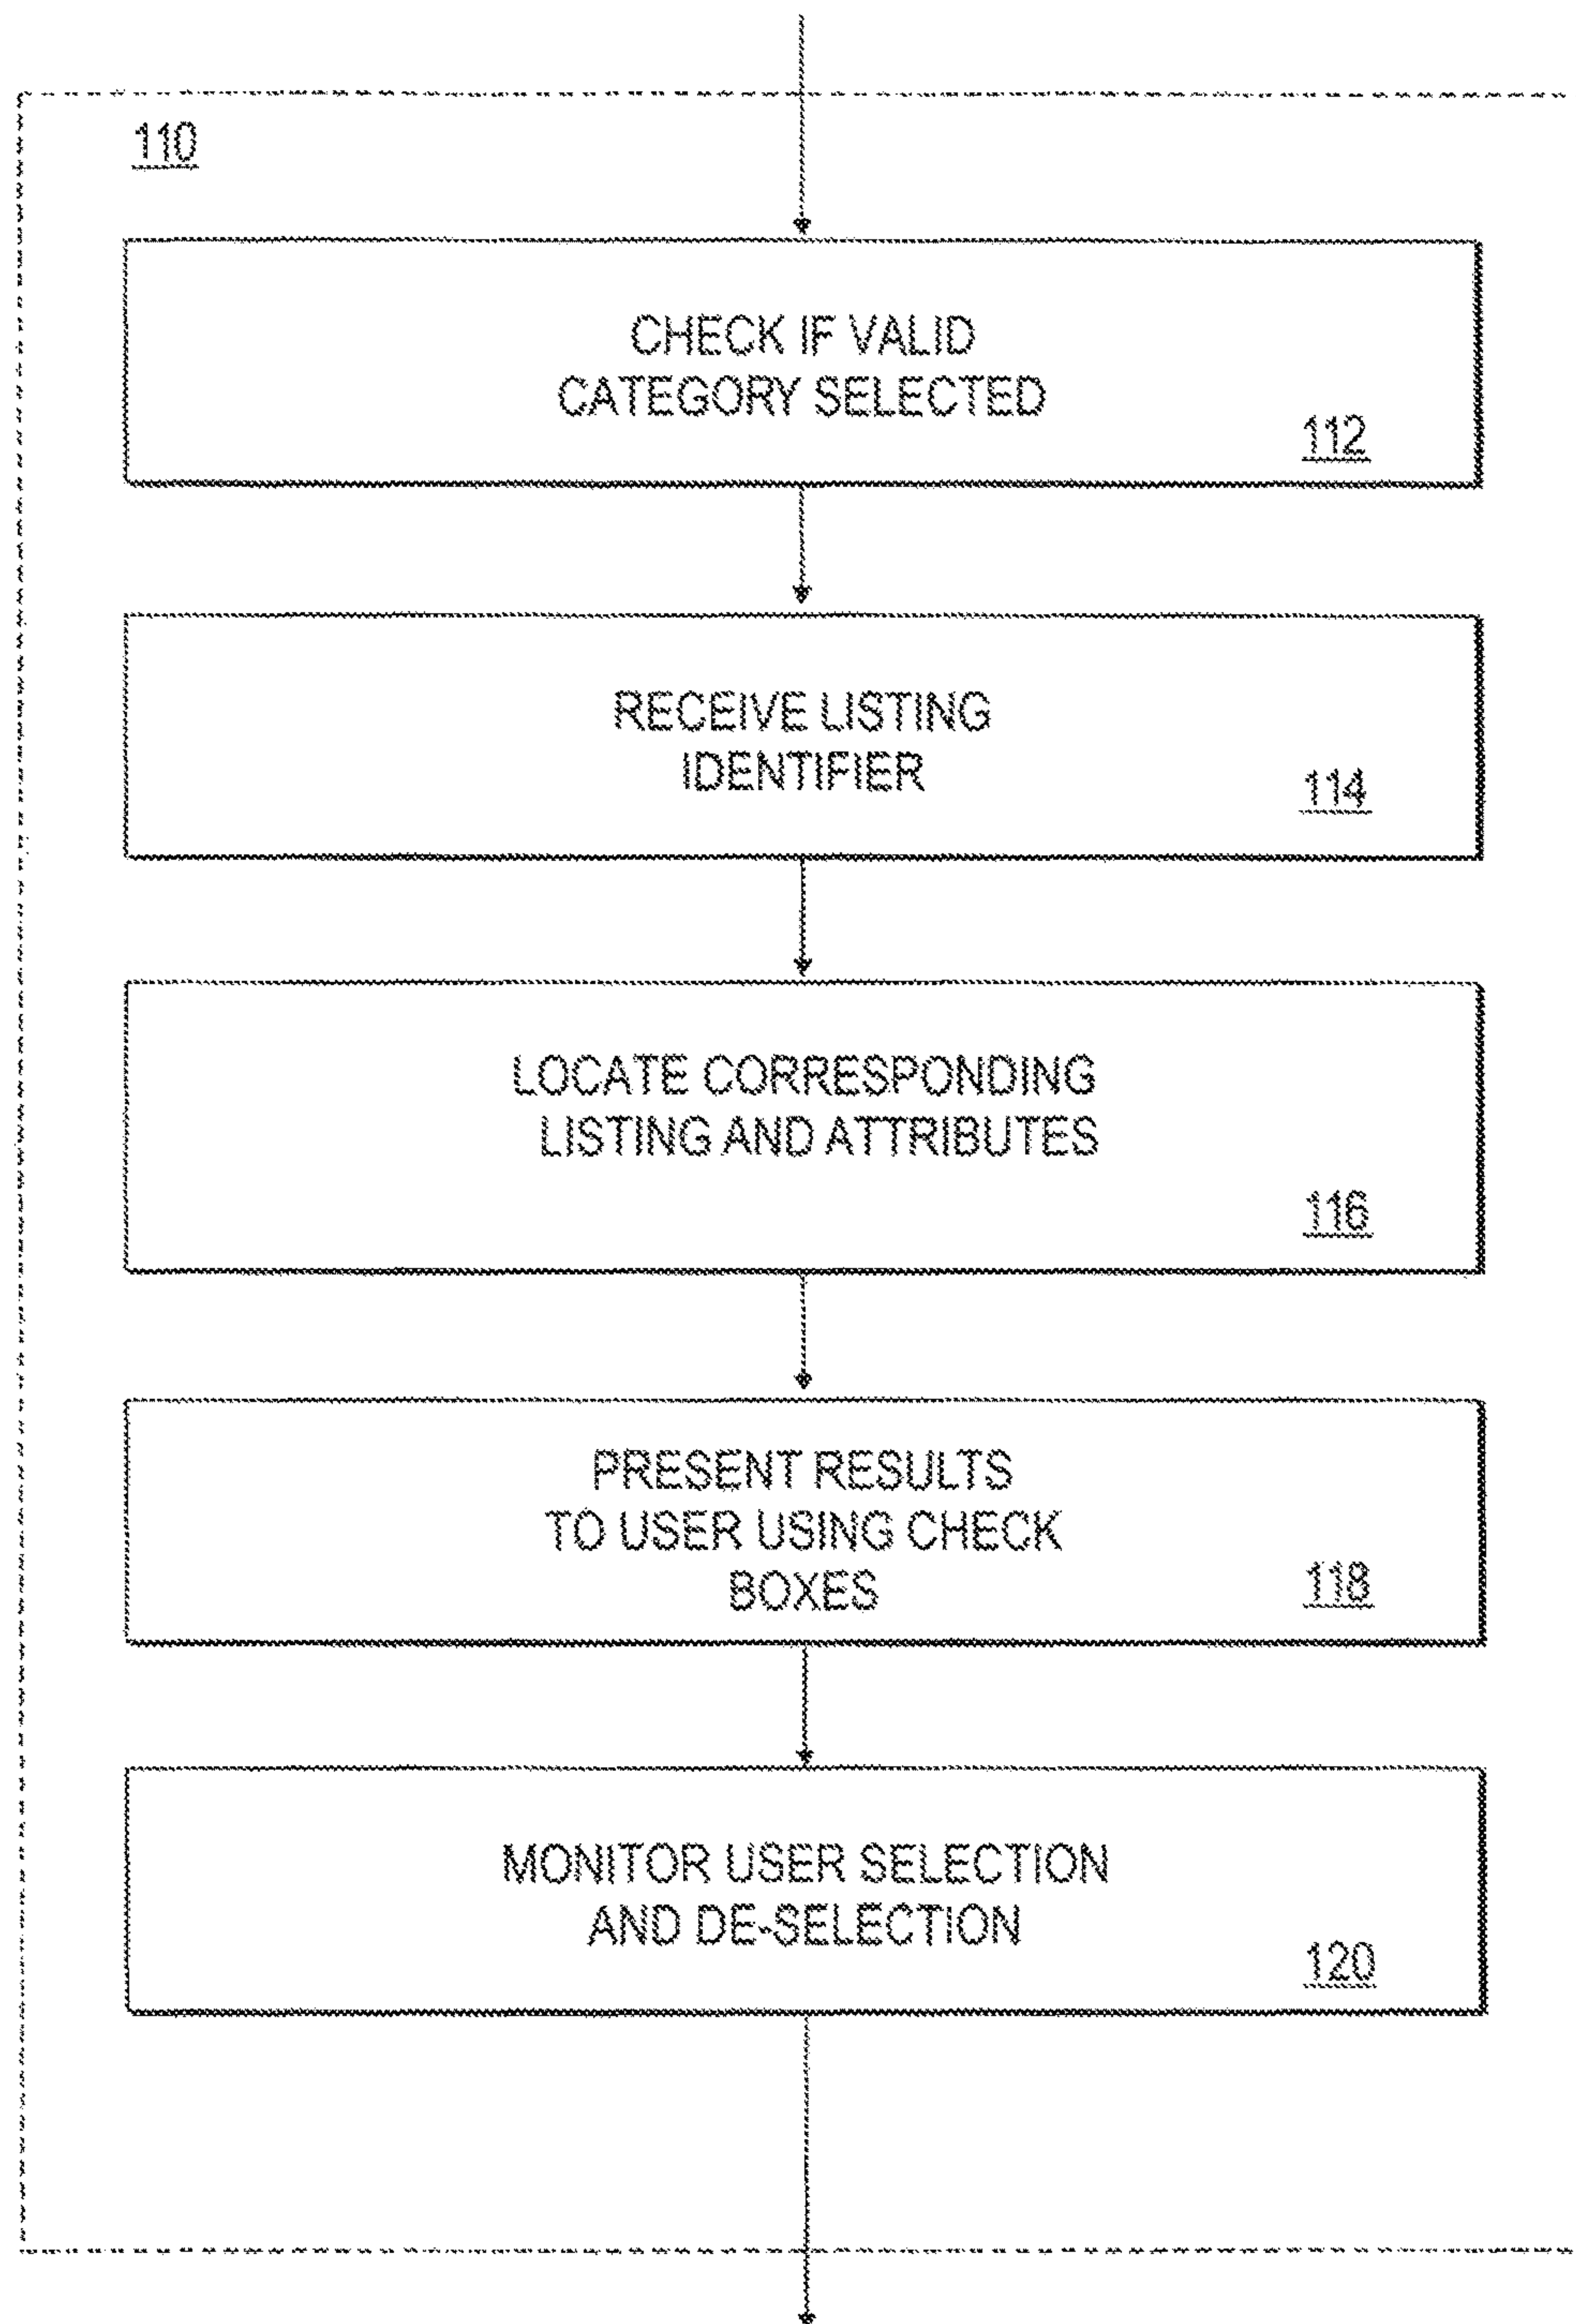 110
CHECK IF VALID
CATEGORY SELECTED
112
RECEIVE LISTING
IDENTIFIER
114
LOCATE CORRESPONDING
LISTING AND ATTRIBUTES
116
PRESENT RESULTS
TO USER USING CHECK
BOXES
118
MONITOR USER SELECTION
AND DE-SELECTION
120